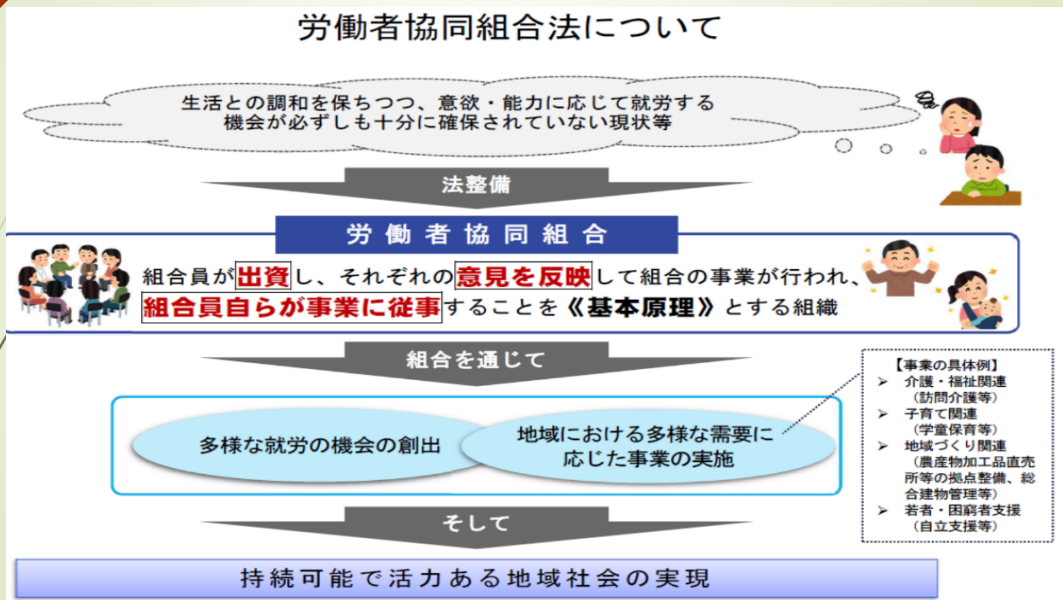 労働者協同組合法について
生活との調和を保ちつつ、意欲・能力に応じて就労する
機会が必ずしも十分に確保されていない現状等
法整備
労働者協同組合
組合員が出資し、それぞれの意見を反映して組合の事業が行われ、
組合員自らが事業に従事することを《基本原理》とする組織
組合を通じて
多様な就労の機会の創出
地域における多様な需要に
応じた事業の実施
【事業の具体例】
➢ 介護・福祉関連
（訪問介護等）
➢ 子育て関連
（学童保育等）
➢ 地域づくり関連
（農産物加工品直売
所等の拠点整備、総
合建物管理等）
➢ 若者・困窮者支援
（自立支援等）
そして
持続可能で活力ある地域社会の実現